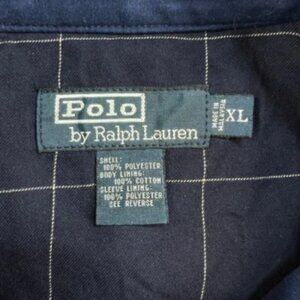 Polo
by Ralph Lauren
MADE IN
MALAYSIA
XL
SHELL:
100% POLYESTER
BODY LINING:
100% COTTON
SLEEVE LINING:
100% POLYESTER
SEE REVERSE